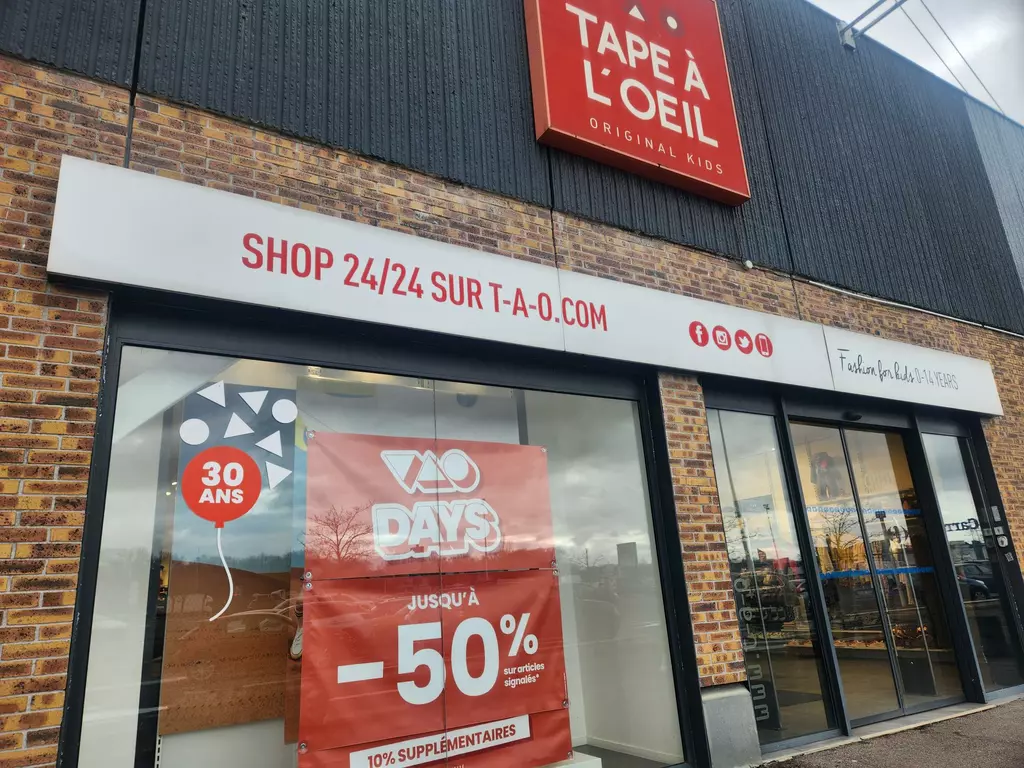 TAPE À
L'OEIL
ORIGINAL KIDS
SHOP 24/24 SUR T-A-O.COM
Fashion for kids 0-14 YEARS
30
ANS
TAO
DAYS
JUSQU'À
-50%
sur articles
signalés*
10% SUPPLÉMENTAIRES